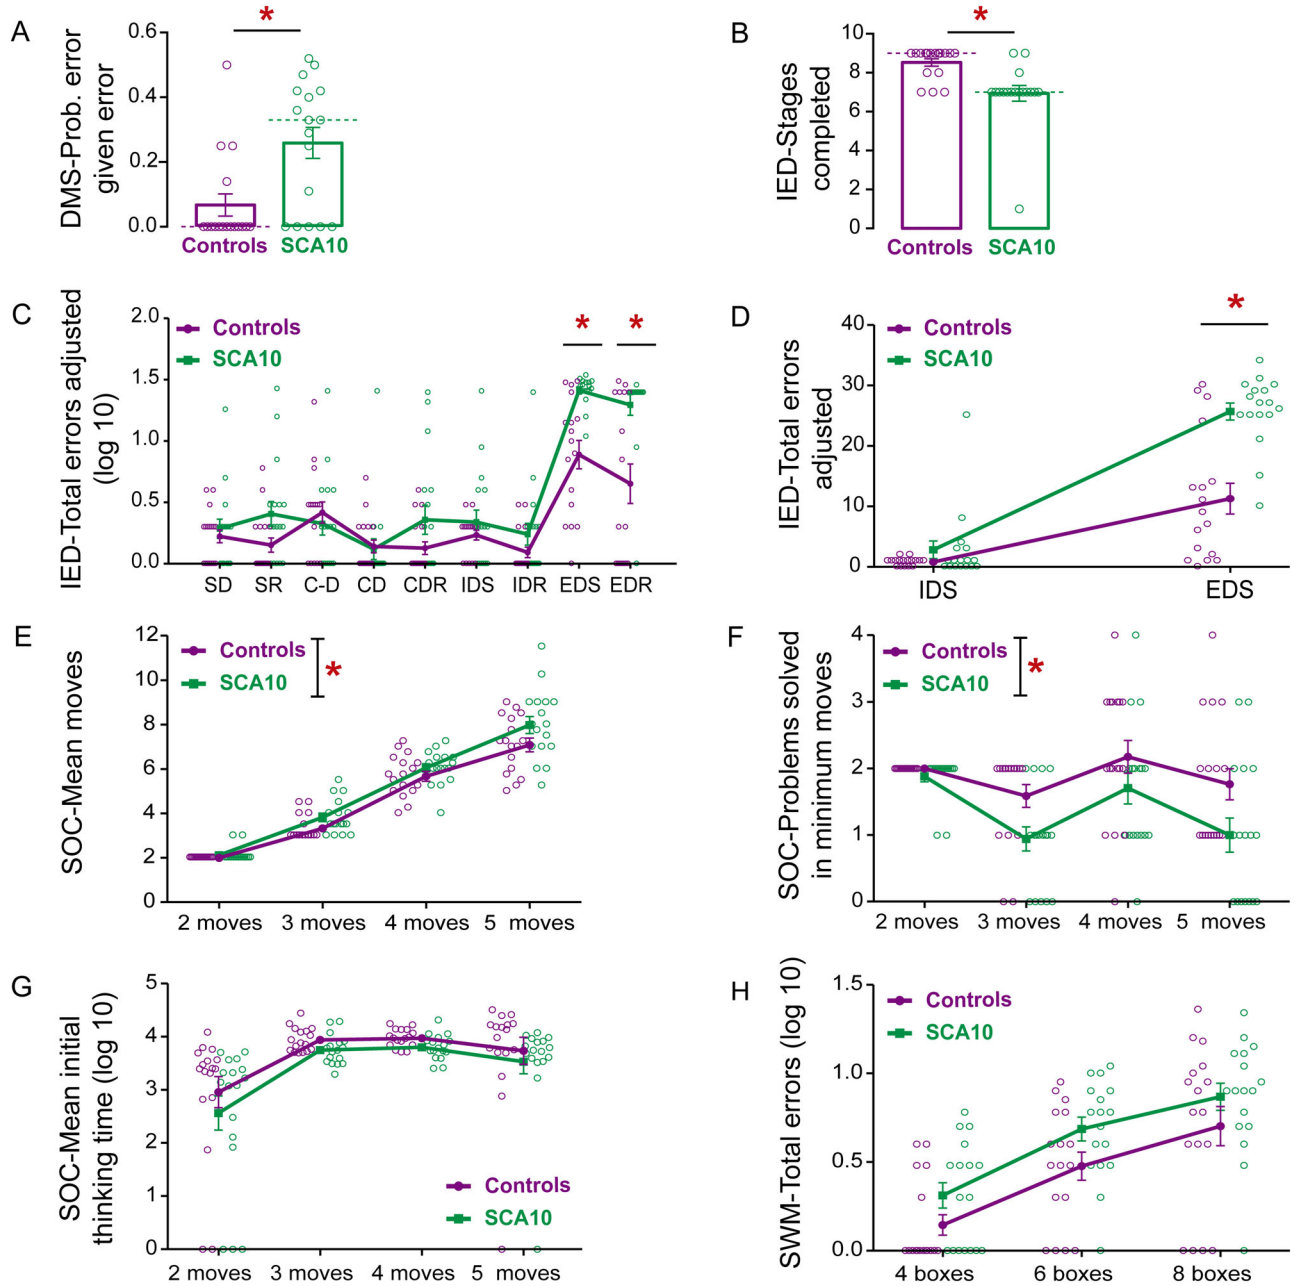 A
DMS-Prob. error
given error
0.6
0.4
0.2
0.0
*
Controls
SCA10
B
IED-Stages
completed
10
8
6
4
2
0
*
Controls
SCA10
C
IED-Total errors adjusted
(log 10)
2.0
1.5
1.0
0.5
0.0
Controls
SCA10
*
*
SD SR C-D CD CDR IDS IDR EDS EDR
D
IED-Total errors
adjusted
40
30
20
10
0
Controls
SCA10
*
IDS EDS
E
SOC-Mean moves
12
10
8
6
4
2
0
Controls
SCA10
*
2 moves 3 moves 4 moves 5 moves
F
SOC-Problems solved
in minimum moves
4
3
2
1
0
Controls
SCA10
*
2 moves 3 moves 4 moves 5 moves
G
SOC-Mean initial
thinking time (log 10)
5
4
3
2
1
0
Controls
SCA10
2 moves 3 moves 4 moves 5 moves
H
SWM-Total errors (log 10)
1.5
1.0
0.5
0.0
Controls
SCA10
4 boxes 6 boxes 8 boxes